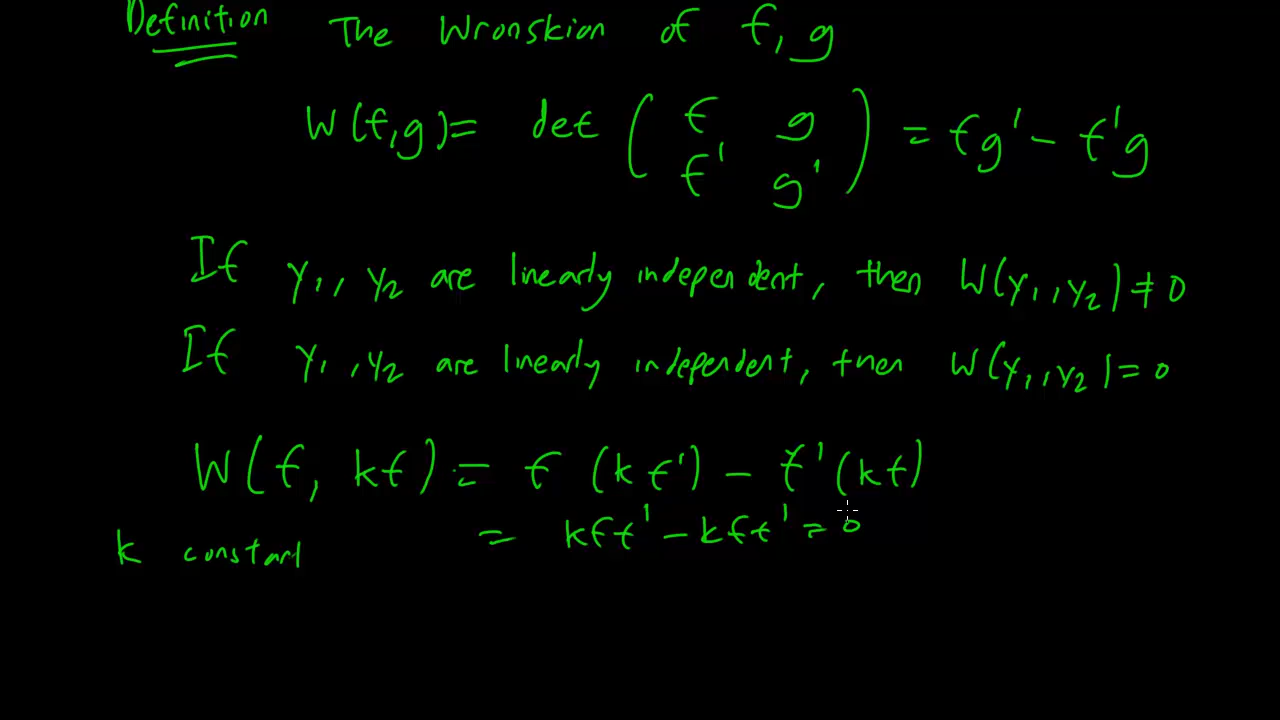 Definition The Wronskion of f, g
W(f,g)= det ( f g
f' g' ) = fg' - f'g
If y₁, y₂ are linearly independent, then W(y₁, y₂) ≠ 0
If y₁, y₂ are linearly independent, then W(y₁, y₂) = 0
W(f, kf) = f (kf') - f'(kf)
= kff' - kff' = 0
k constant